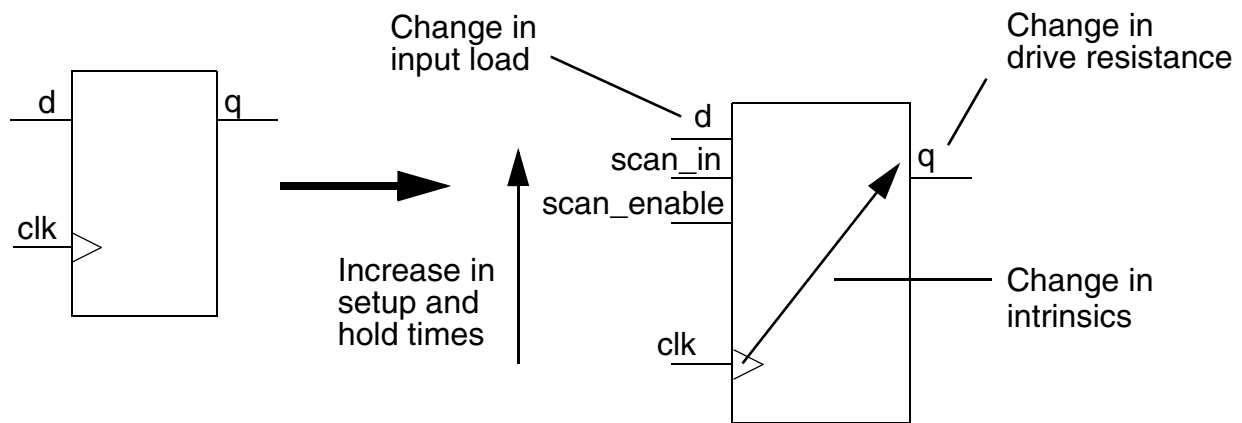 d
q
clk
Increase in
setup and
hold times
Change in
input load
d
scan_in
scan_enable
clk
q
Change in
drive resistance
Change in
intrinsics